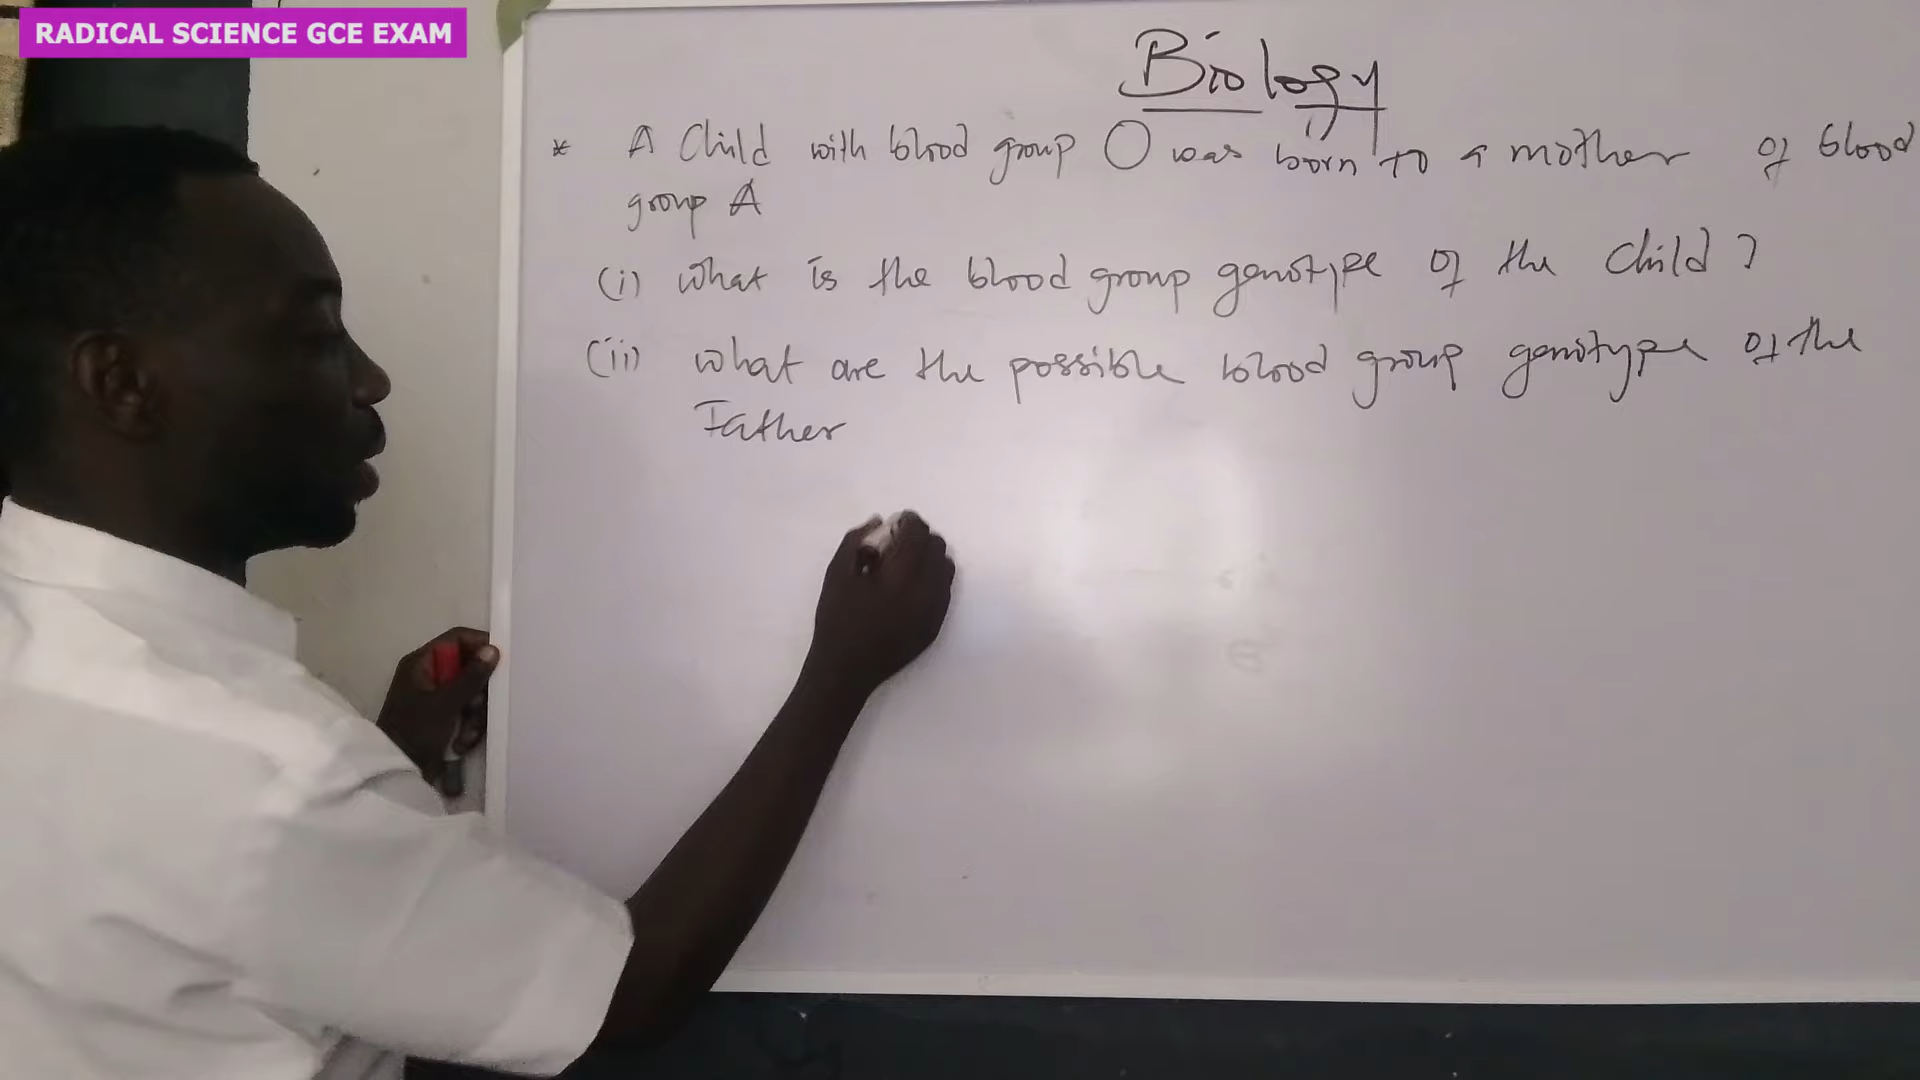 RADICAL SCIENCE GCE EXAM
Biology
* A Child with blood group O was born to a mother of blood
group A
(i) what is the blood group genotype of the child?
(ii) what are the possible blood group genotype of the
Father